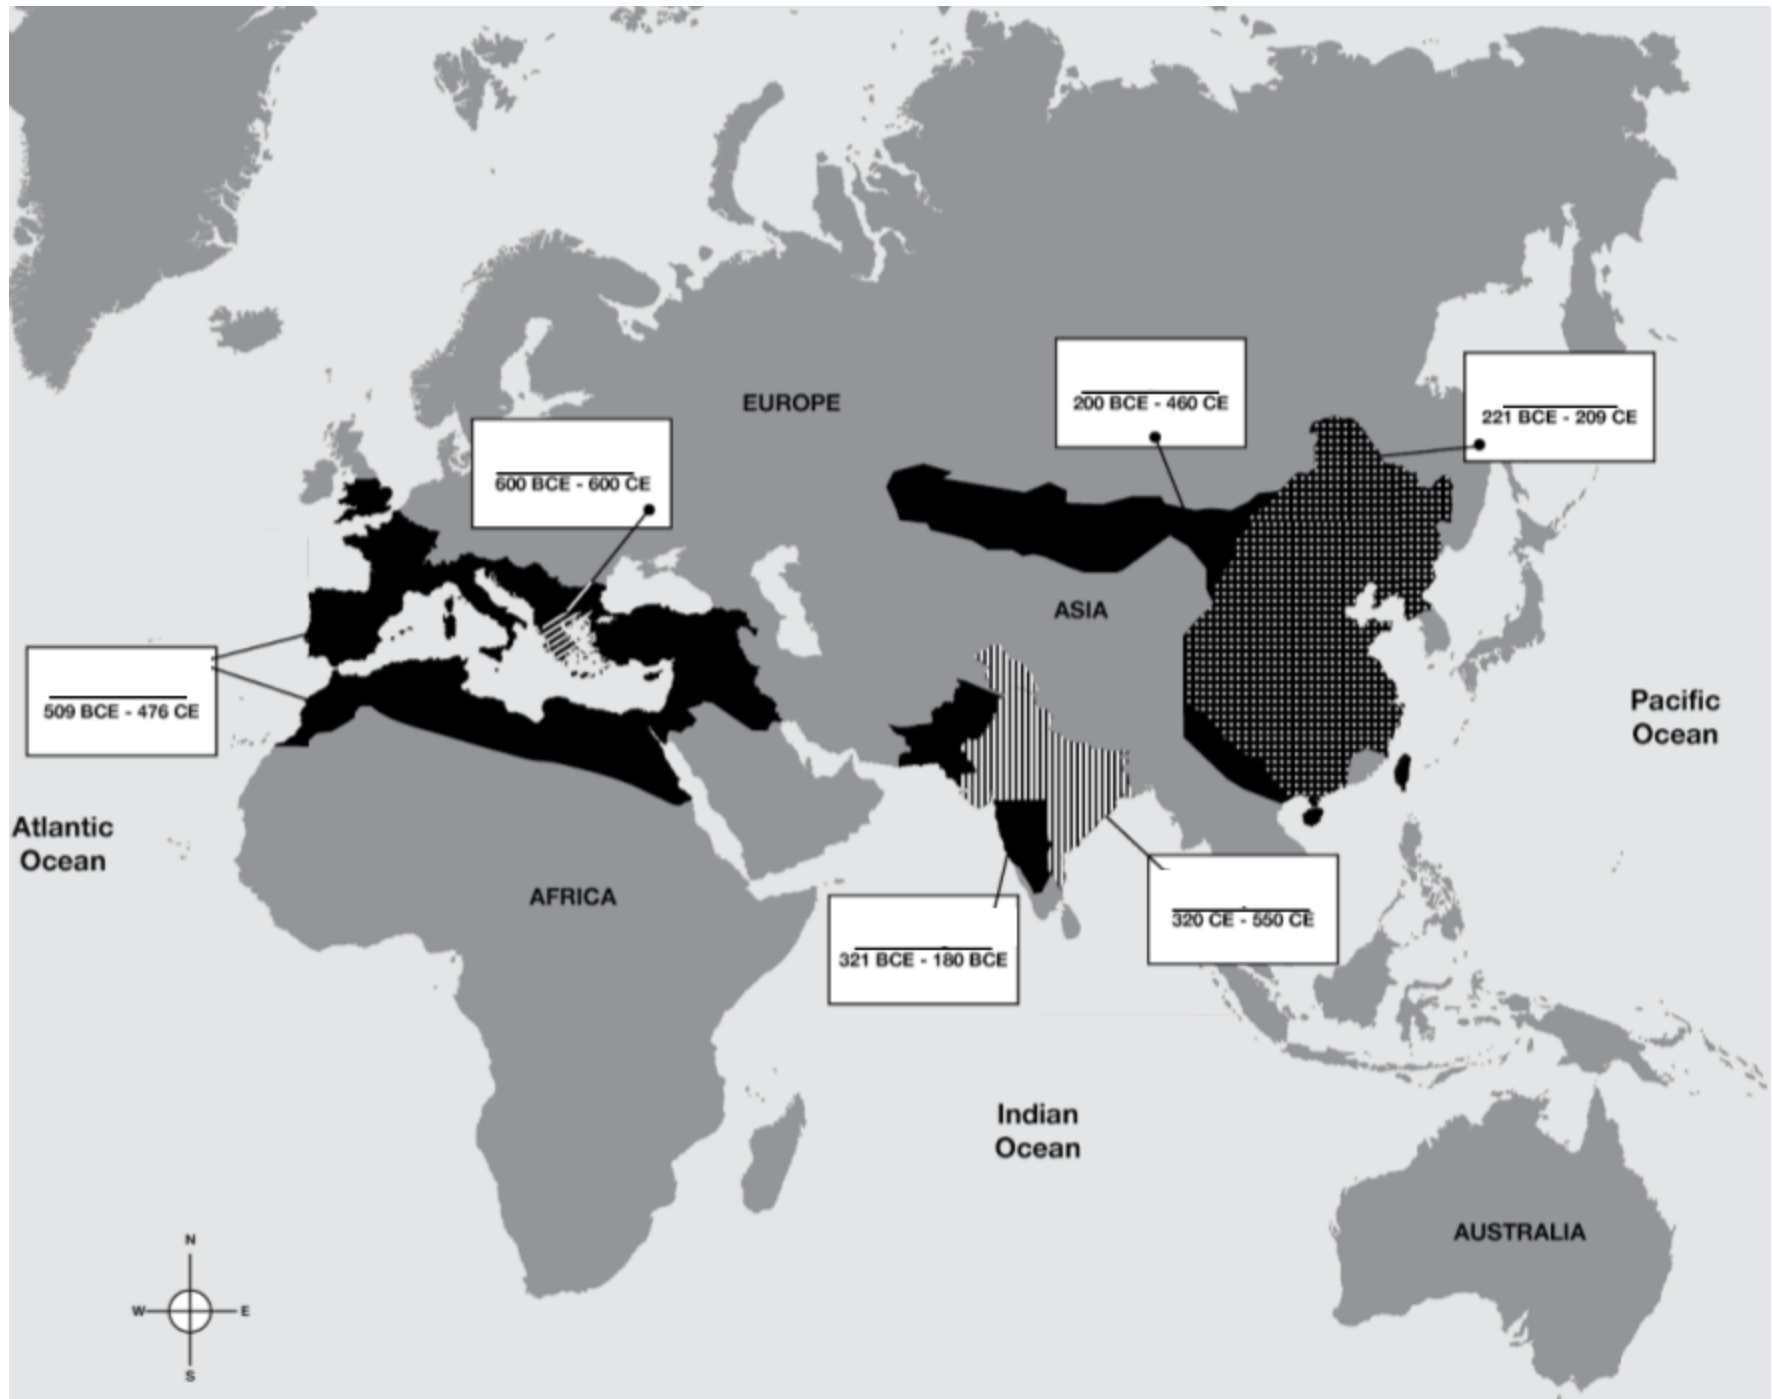 EUROPE
200 BCE - 460 CE
221 BCE - 209 CE
600 BCE - 600 CE
ASIA
509 BCE - 476 CE
Pacific
Ocean
Atlantic
Ocean
AFRICA
320 CE - 550 CE
321 BCE - 180 BCE
Indian
Ocean
AUSTRALIA
N
W
E
S